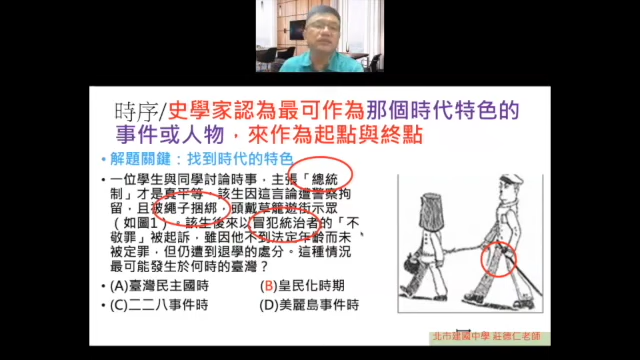 時序/史學家認為最可作為那個時代特色的
事件或人物，來作為起點與終點
• 解題關鍵：找到時代的特色
一位學生與同學討論時事，主張「總統
制」才是真平等。該生因這言論遭警察拘
留，且被繩子捆綁，頭戴草籠遊街示眾
（如圖1）。該生後來以冒犯統治者的「不
敬罪」被起訴，雖因他不到法定年齡而未
被定罪，但仍遭到退學的處分。這種情況
最可能發生於何時的臺灣？
• (A)臺灣民主國時 (B)皇民化時期
• (C)二二八事件時 (D)美麗島事件時
北市建國中學 莊德仁老師